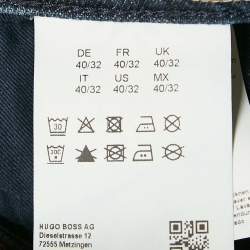 DE FR UK
40/32 40/32 40/32
IT US MX
40/32 40/32 40/32
30
HUGO BOSS AG
Dieselstrasse 12
72555 Metzingen